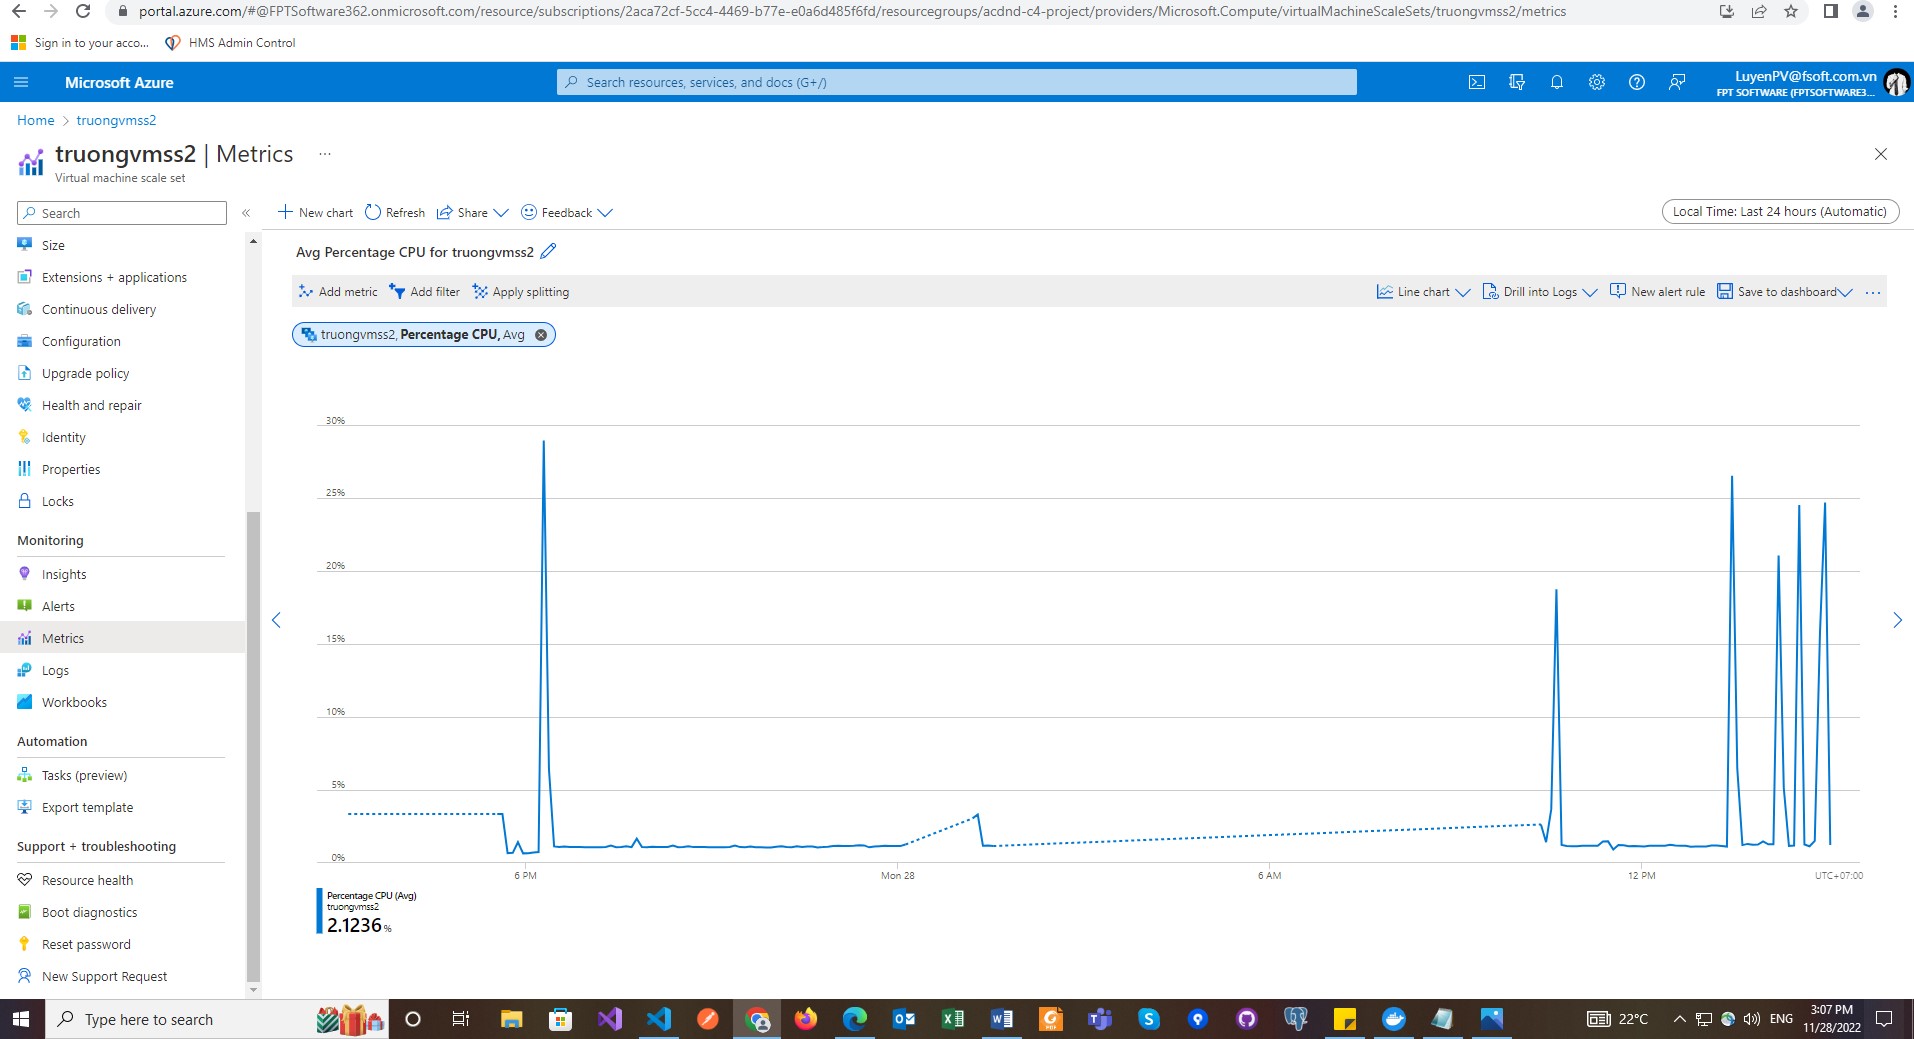 portal.azure.com/#@FPTSoftware362.onmicrosoft.com/resource/subscriptions/2aca72cf-5cc4-4469-b77e-e0a6d485f6fd/resourcegroups/acdnd-c4-project/providers/Microsoft.Compute/virtualMachineScaleSets/truongvmss2/metrics
Sign in to your acco...
HMS Admin Control
Microsoft Azure
Search resources, services, and docs (G+/)
LuyenPV@fsoft.com.vn
FPT SOFTWARE (FPTSOFTWARE3...
Home > truongvmss2
truongvmss2 | Metrics ...
Virtual machine scale set
Search
«
New chart
Refresh
Share
Feedback
Local Time: Last 24 hours (Automatic)
Size
Extensions + applications
Continuous delivery
Configuration
Upgrade policy
Health and repair
Identity
Properties
Locks
Monitoring
Insights
Alerts
Metrics
Logs
Workbooks
Automation
Tasks (preview)
Export template
Support + troubleshooting
Resource health
Boot diagnostics
Reset password
New Support Request
Avg Percentage CPU for truongvmss2
Add metric
Add filter
Apply splitting
Line chart
Drill into Logs
New alert rule
Save to dashboard
...
truongvmss2, Percentage CPU, Avg
30%
25%
20%
15%
10%
5%
0%
6 PM
Mon 28
6 AM
12 PM
UTC+07:00
Percentage CPU (Avg)
truongvmss2
2.1236 %
Type here to search
22°C
ENG
3:07 PM
11/28/2022